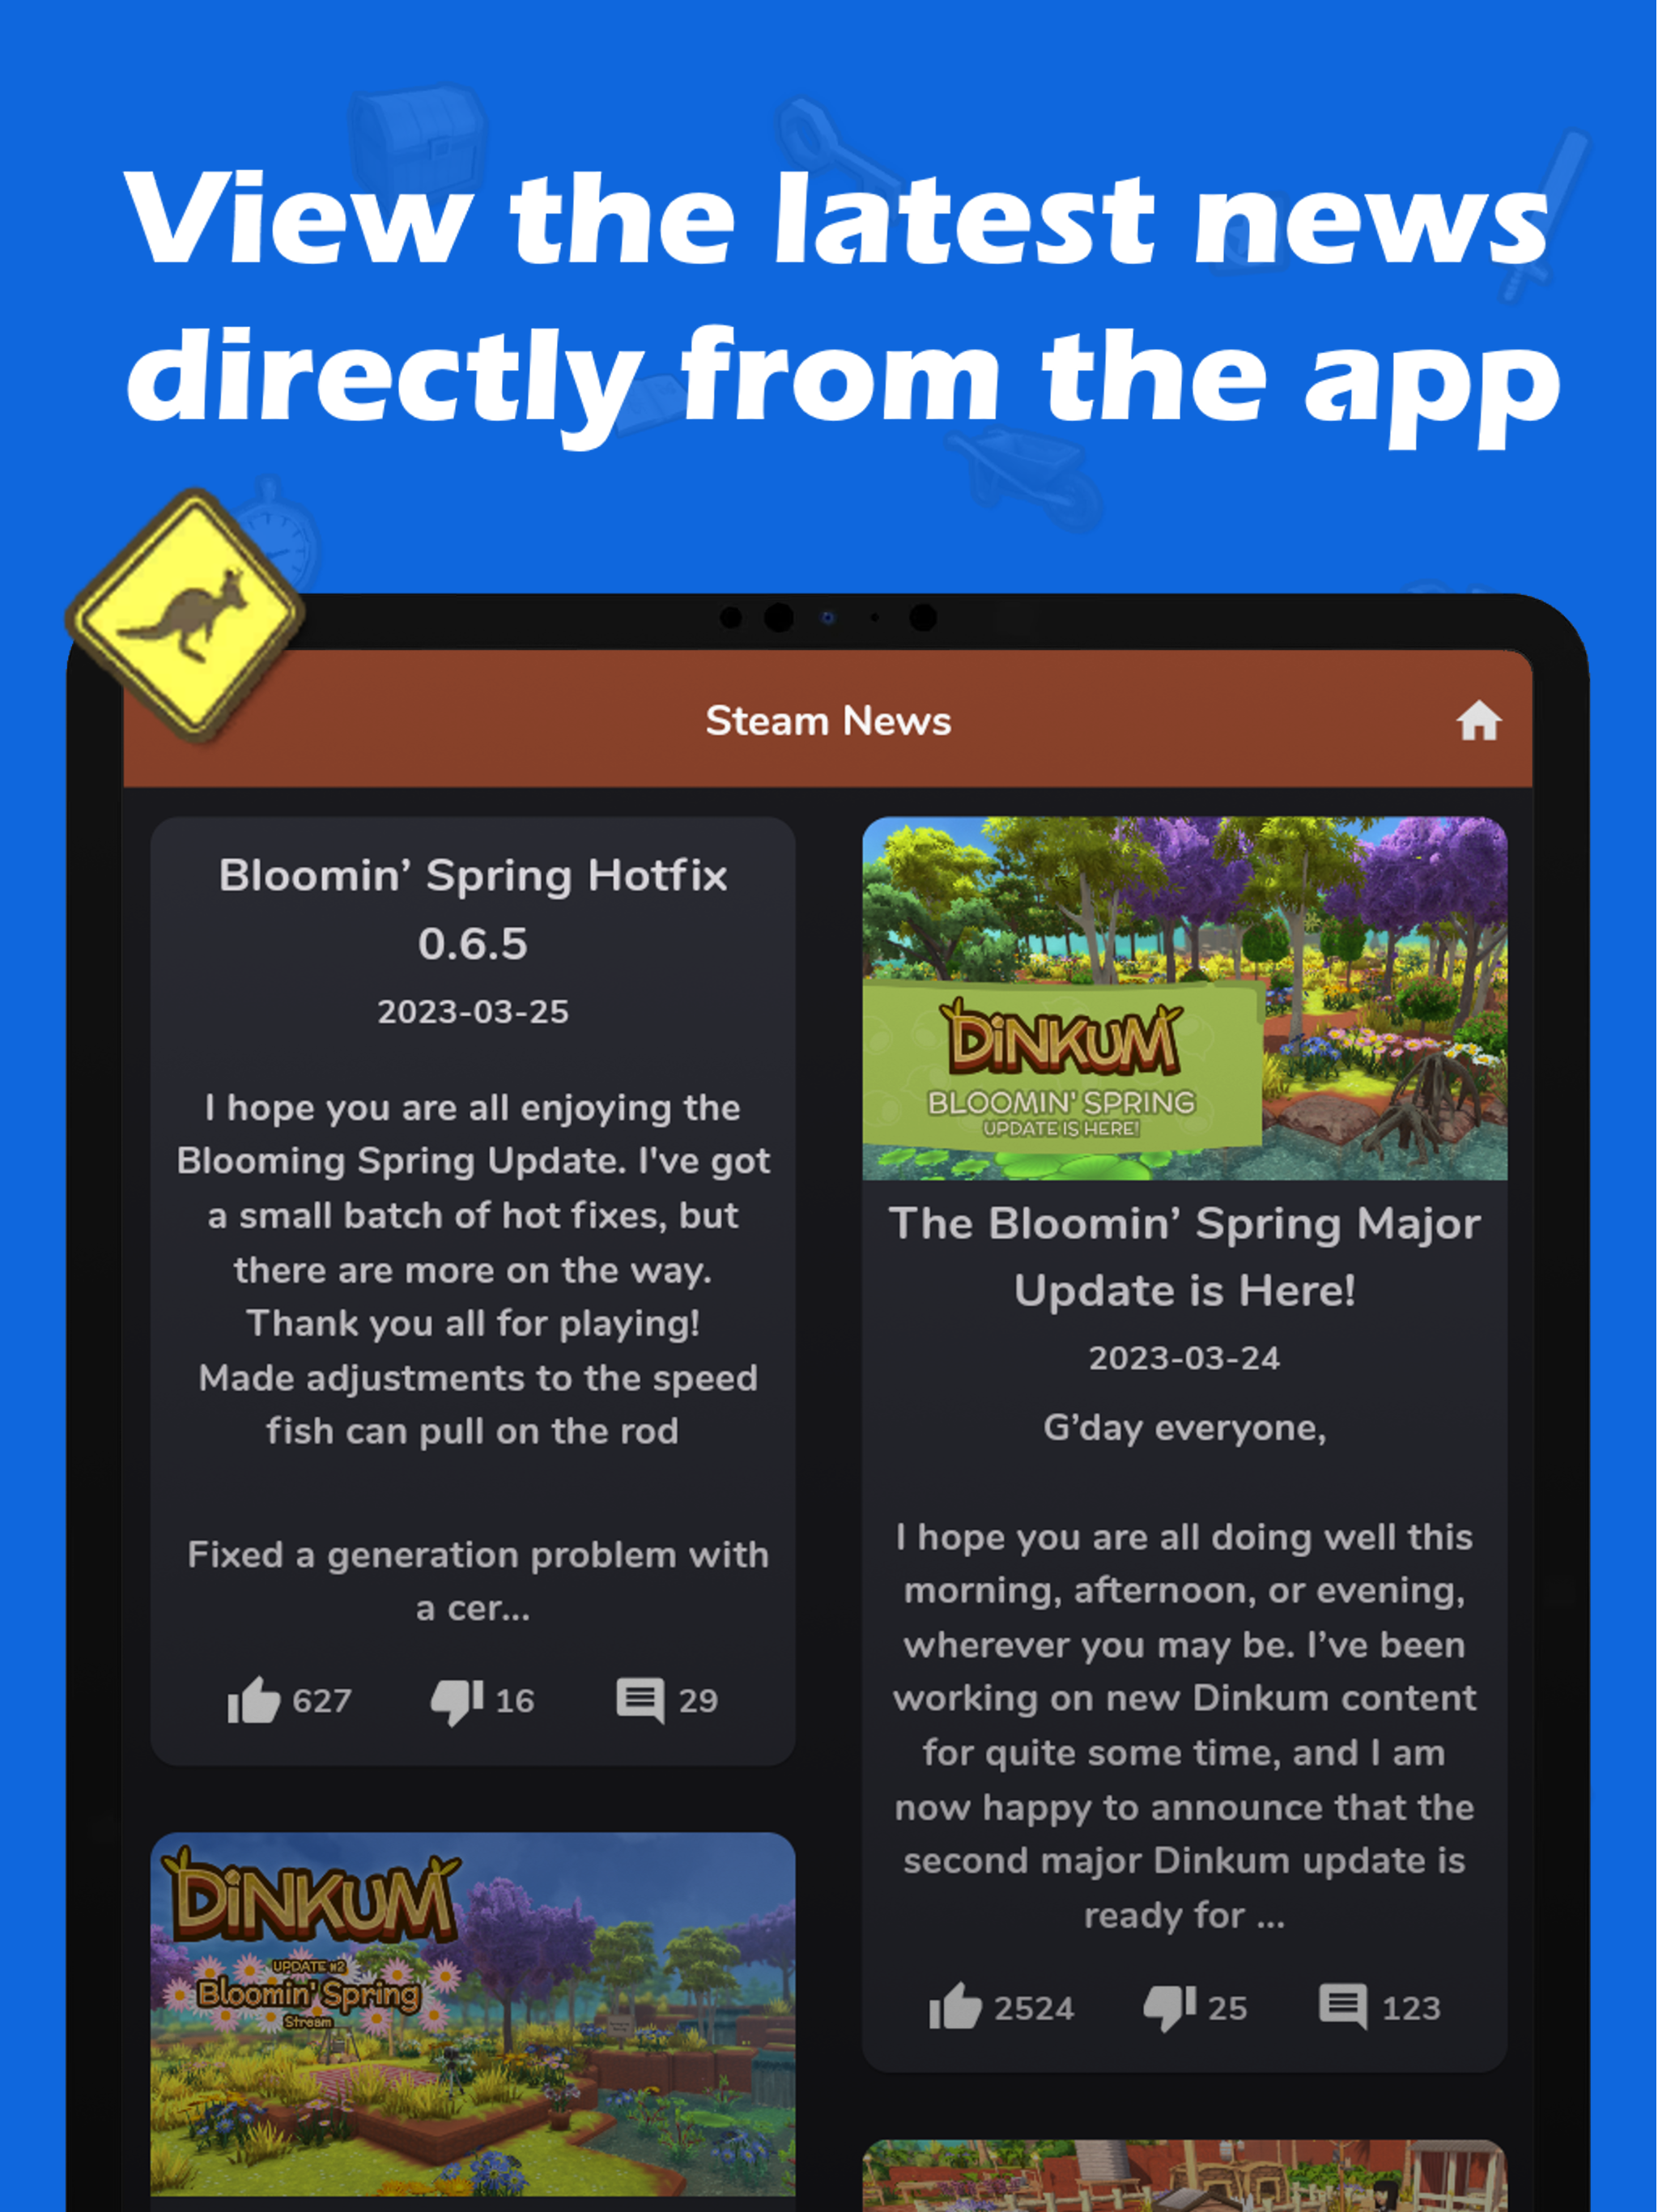 View the latest news
directly from the app
Steam News
Bloomin’ Spring Hotfix
0.6.5
2023-03-25
I hope you are all enjoying the
Blooming Spring Update. I've got
a small batch of hot fixes, but
there are more on the way.
Thank you all for playing!
Made adjustments to the speed
fish can pull on the rod
Fixed a generation problem with
a cer...
627 16 29
DiNKUM
UPDATE #2
Bloomin' Spring
Stream
DiNKUM
BLOOMIN' SPRING
UPDATE IS HERE!
The Bloomin’ Spring Major
Update is Here!
2023-03-24
G’day everyone,
I hope you are all doing well this
morning, afternoon, or evening,
wherever you may be. I’ve been
working on new Dinkum content
for quite some time, and I am
now happy to announce that the
second major Dinkum update is
ready for ...
2524 25 123